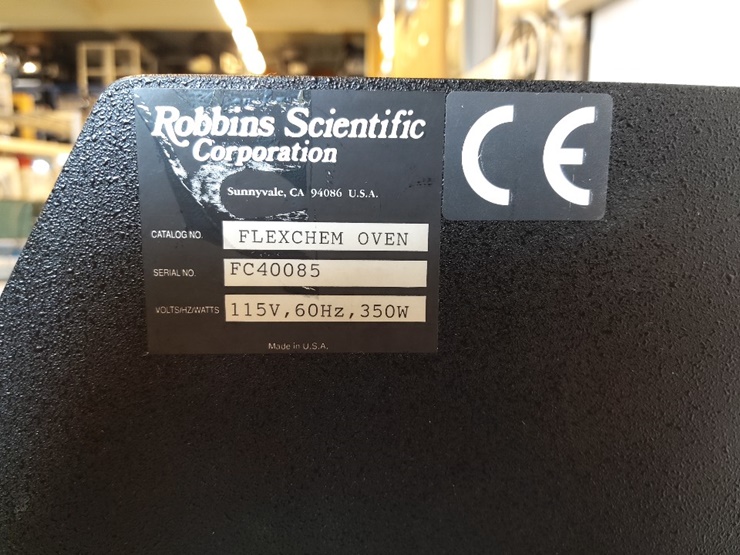 Robbins Scientific
Corporation
Sunnyvale, CA 94086 U.S.A.
CE
CATALOG NO. FLEXCHEM OVEN
SERIAL NO. FC40085
VOLTS/HZ/WATTS 115V,60Hz,350W
Made in U.S.A.